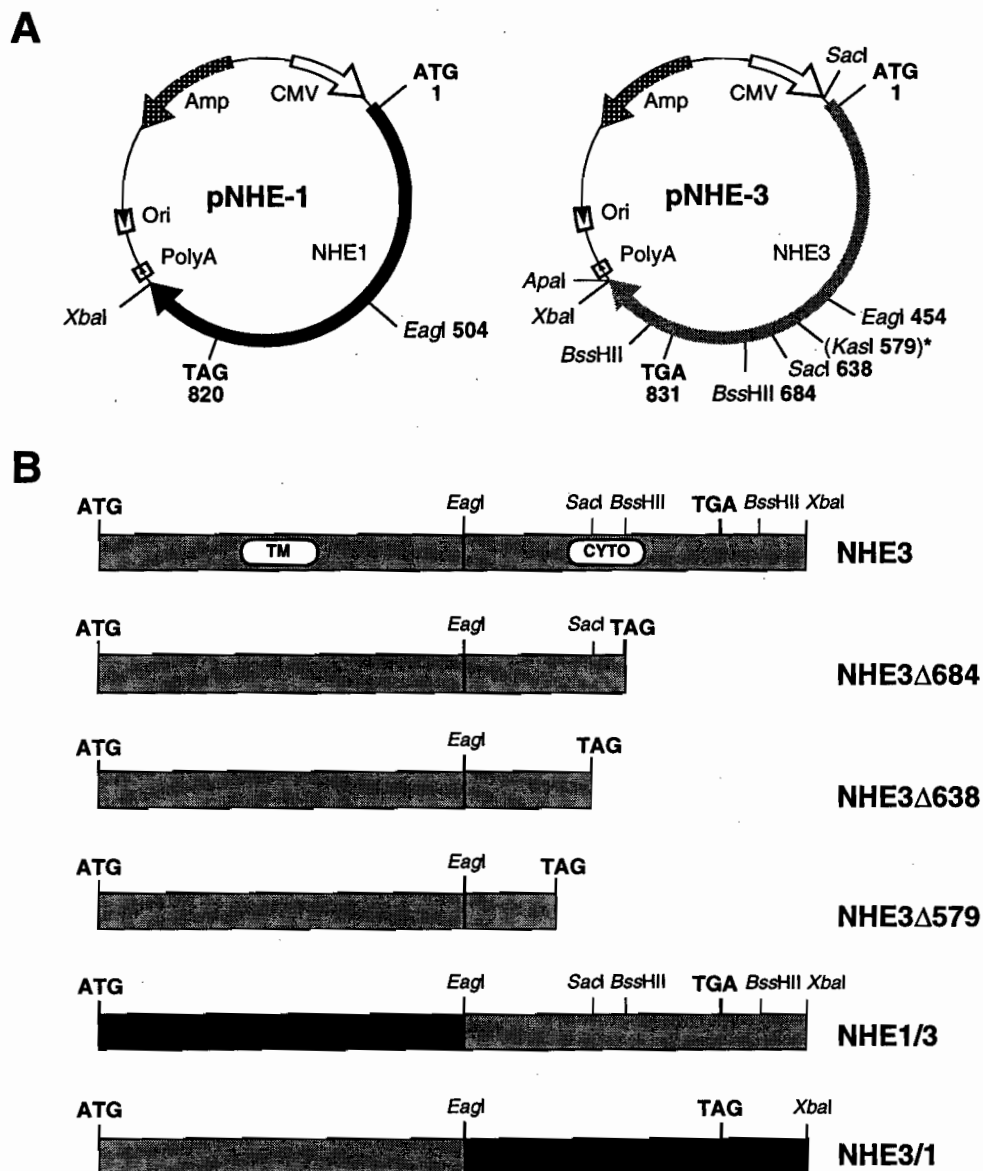 A
Amp
CMV
ATG
1
pNHE-1
Ori
PolyA
NHE1
XbaI
EagI 504
TAG
820
SacI
ATG
1
Amp
CMV
pNHE-3
Ori
PolyA
NHE3
ApaI
XbaI
EagI 454
(KasI 579)*
SacI 638
BssHII
TGA
831
BssHII 684
B
ATG EagI SacI BssHII TGA BssHII XbaI
TM CYTO NHE3
ATG EagI SacI TAG
NHE3Δ684
ATG EagI TAG
NHE3Δ638
ATG EagI TAG
NHE3Δ579
ATG EagI SacI BssHII TGA BssHII XbaI
NHE1/3
ATG EagI TAG XbaI
NHE3/1